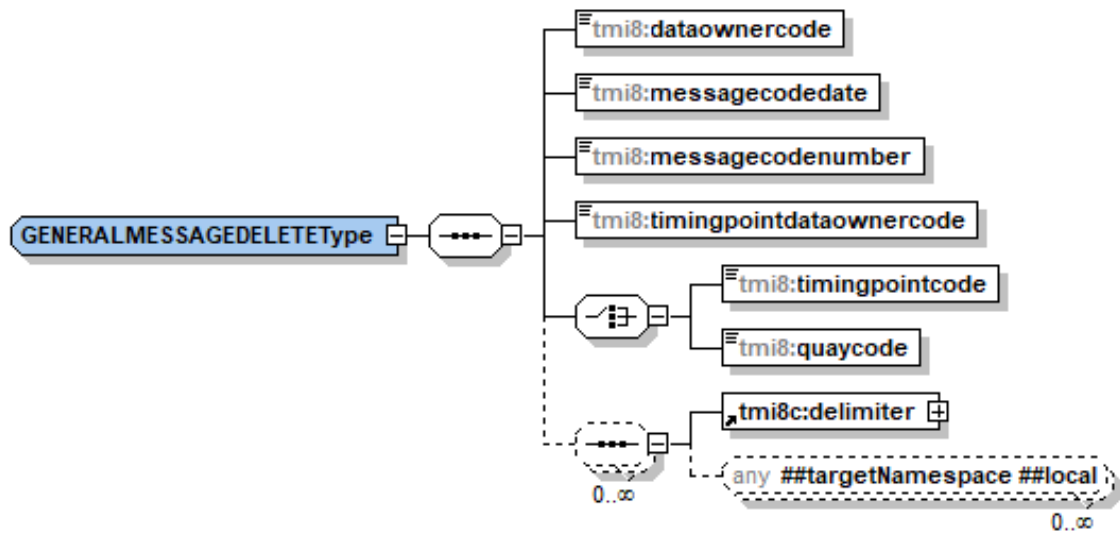 tmi8:dataownercode
tmi8:messagecodedate
tmi8:messagecodenumber
tmi8:timingpointdataownercode
GENERALMESSAGEDELETEType
tmi8:timingpointcode
tmi8:quaycode
tmi8c:delimiter
any ##targetNamespace ##local
0..∞
0..∞